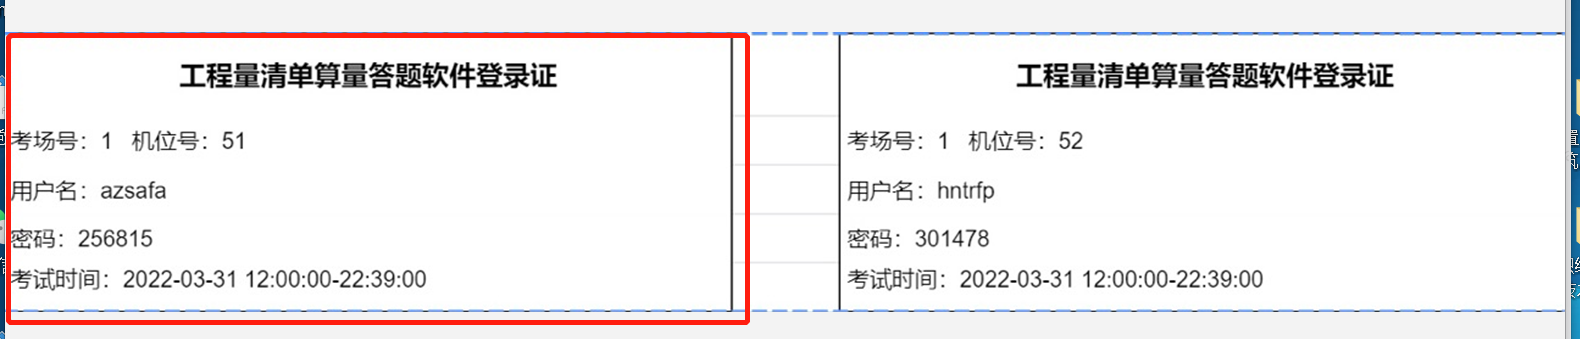 工程量清单算量答题软件登录证
考场号：1 机位号：51
用户名：azsafa
密码：256815
考试时间：2022-03-31 12:00:00-22:39:00
工程量清单算量答题软件登录证
考场号：1 机位号：52
用户名：hntrfp
密码：301478
考试时间：2022-03-31 12:00:00-22:39:00